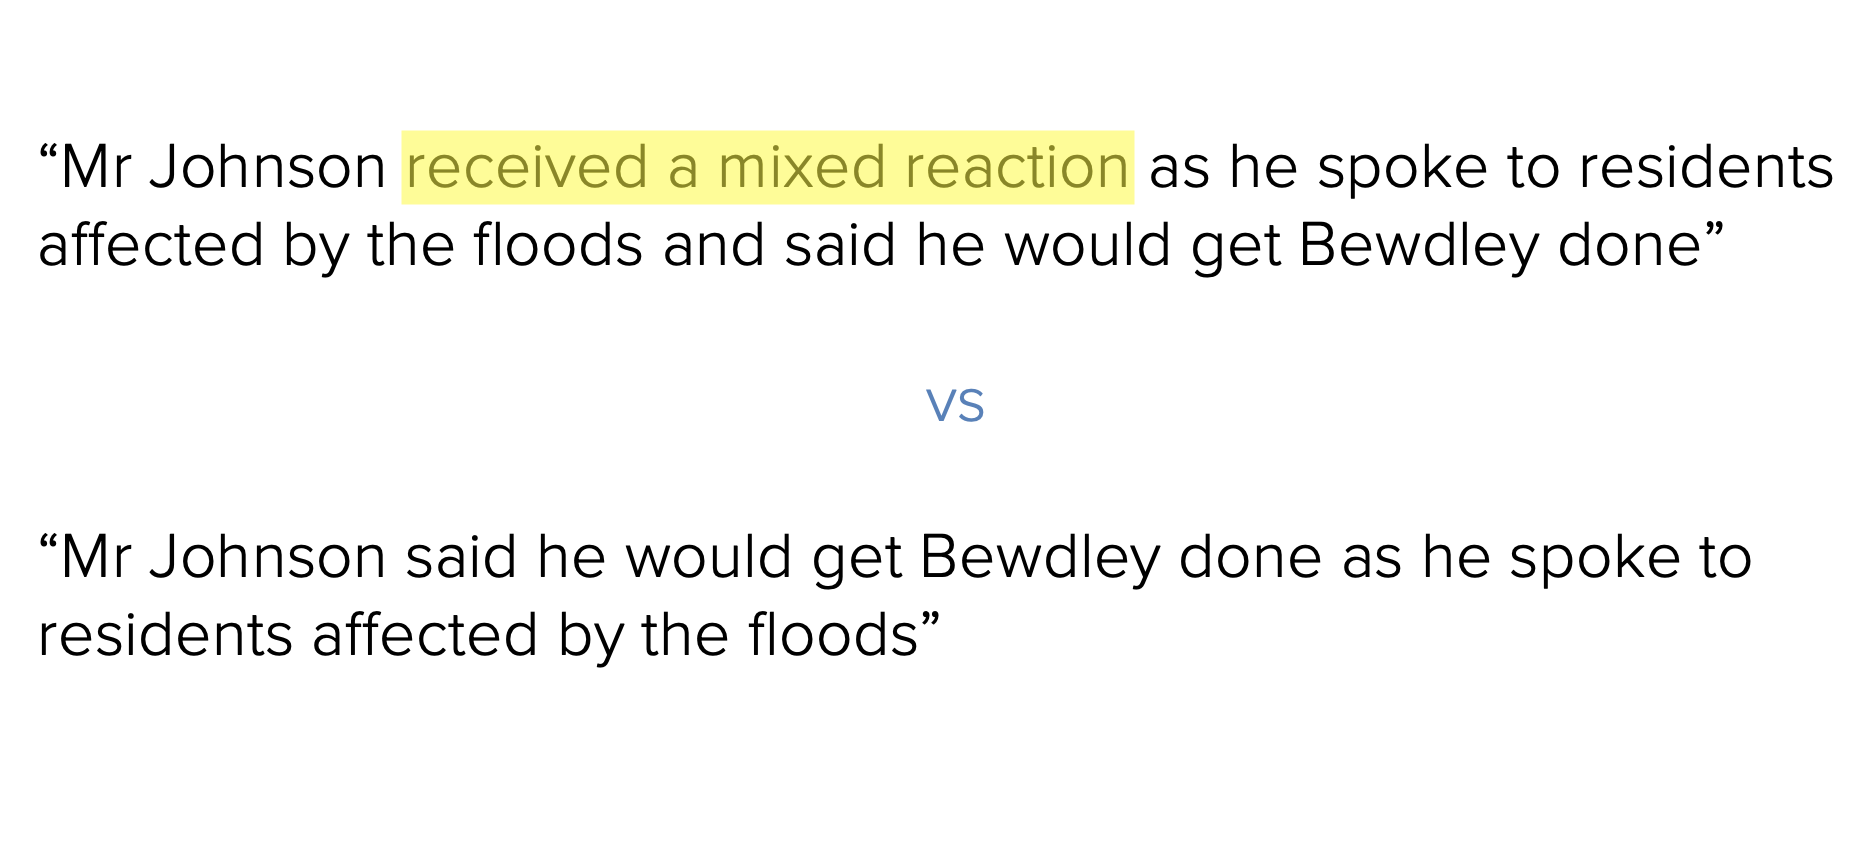 “Mr Johnson received a mixed reaction as he spoke to residents
affected by the floods and said he would get Bewdley done”
vs
“Mr Johnson said he would get Bewdley done as he spoke to
residents affected by the floods”